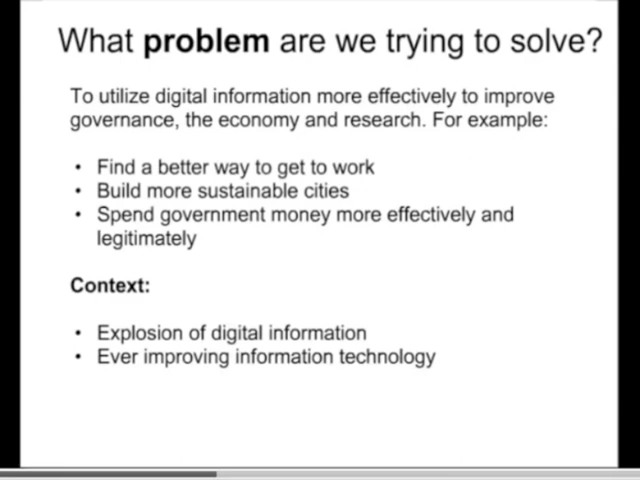 What problem are we trying to solve?
To utilize digital information more effectively to improve
governance, the economy and research. For example:
• Find a better way to get to work
• Build more sustainable cities
• Spend government money more effectively and
legitimately
Context:
• Explosion of digital information
• Ever improving information technology